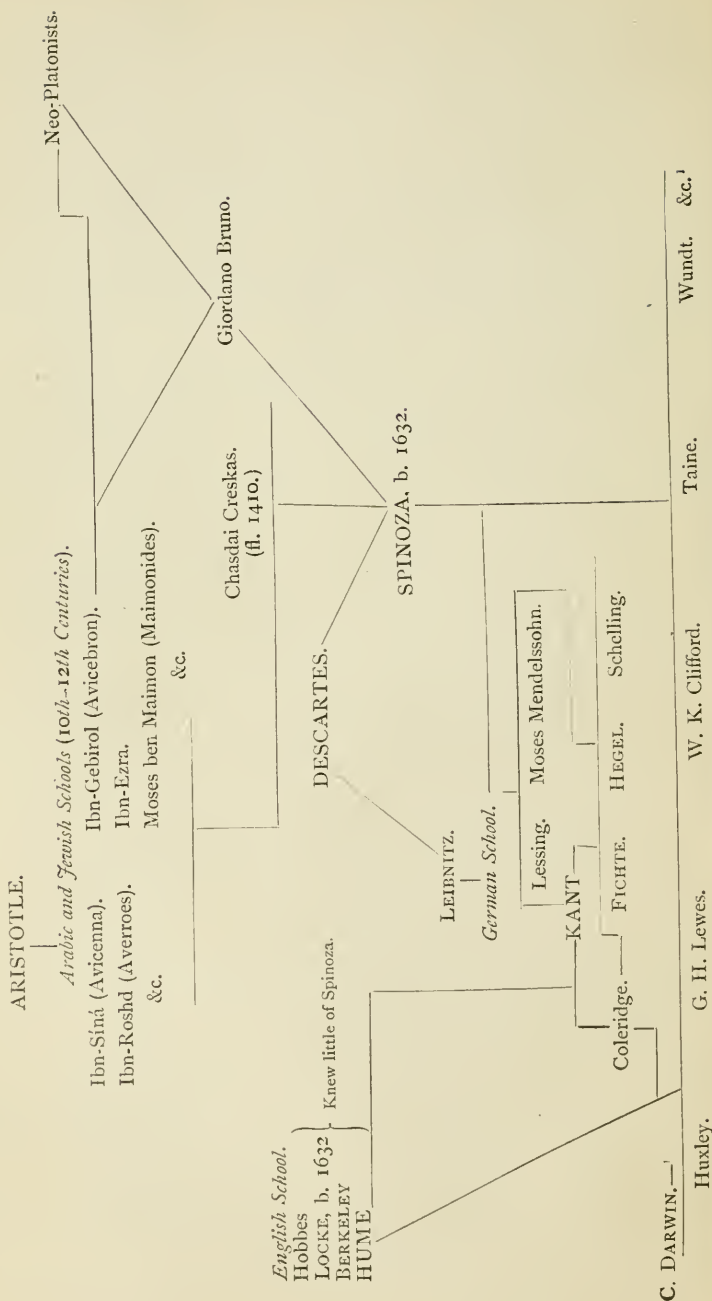 ARISTOTLE.
Neo-Platonists.
Arabic and Jewish Schools (10th–12th Centuries).
Ibn-Síná (Avicenna).
Ibn-Roshd (Averroes).
&c.
Ibn-Gebirol (Avicebron).
Ibn-Ezra.
Moses ben Maimon (Maimonides).
&c.
Giordano Bruno.
Chasdai Creskas.
(fl. 1410.)
English School.
Hobbes
LOCKE, b. 1632
BERKELEY
HUME
Knew little of Spinoza.
DESCARTES.
SPINOZA, b. 1632.
LEIBNITZ.
German School.
Lessing. Moses Mendelssohn.
KANT
Coleridge. FICHTE. HEGEL. Schelling.
C. DARWIN.—¹
Huxley. G. H. Lewes. W. K. Clifford. Taine. Wundt. &c.¹